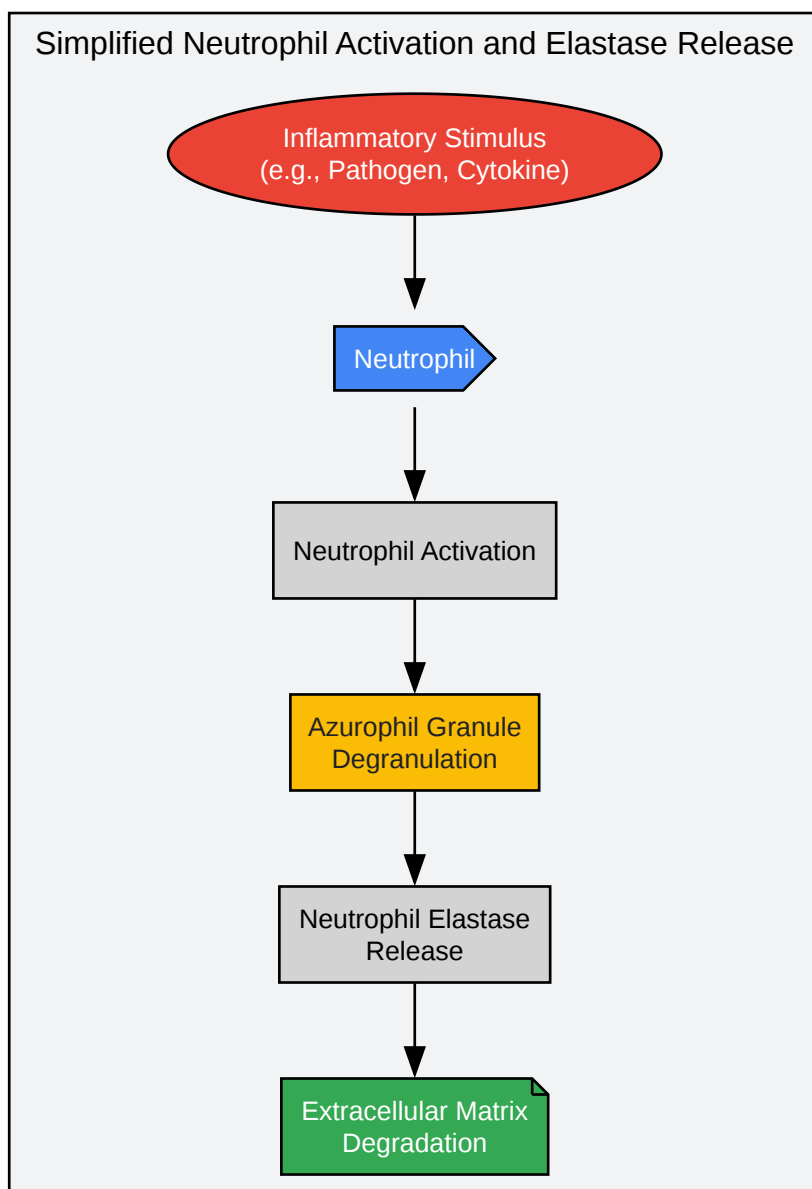 Simplified Neutrophil Activation and Elastase Release
Inflammatory Stimulus
(e.g., Pathogen, Cytokine)
Neutrophil
Neutrophil Activation
Azurophil Granule
Degranulation
Neutrophil Elastase
Release
Extracellular Matrix
Degradation